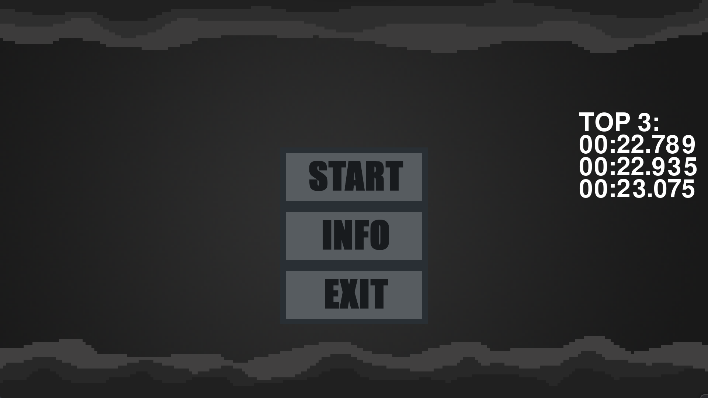 TOP 3:
00:22.789
00:22.935
00:23.075
START
INFO
EXIT